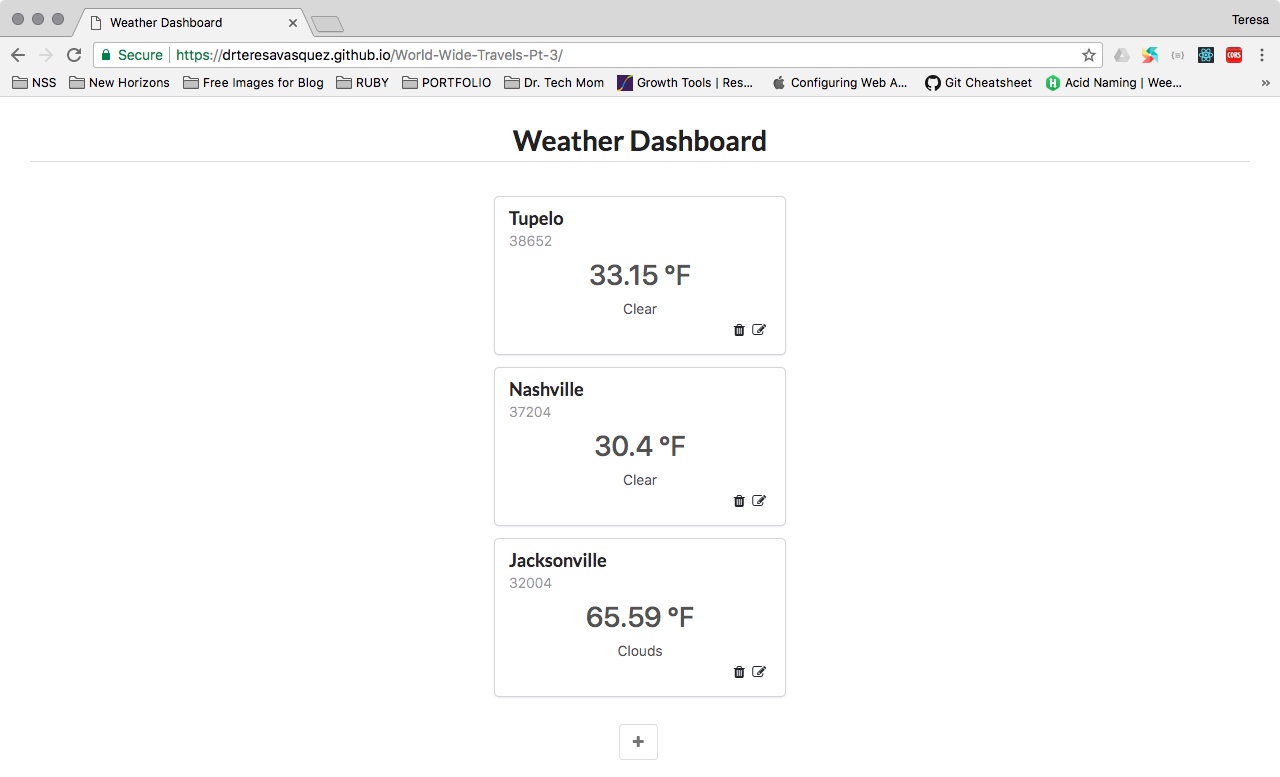 Weather Dashboard
Teresa
Secure https://drteresavasquez.github.io/World-Wide-Travels-Pt-3/
CORS
NSS New Horizons Free Images for Blog RUBY PORTFOLIO Dr. Tech Mom Growth Tools | Res... Configuring Web A... Git Cheatsheet Acid Naming | Wee... »
Weather Dashboard
Tupelo
38652
33.15 °F
Clear
Nashville
37204
30.4 °F
Clear
Jacksonville
32004
65.59 °F
Clouds
+